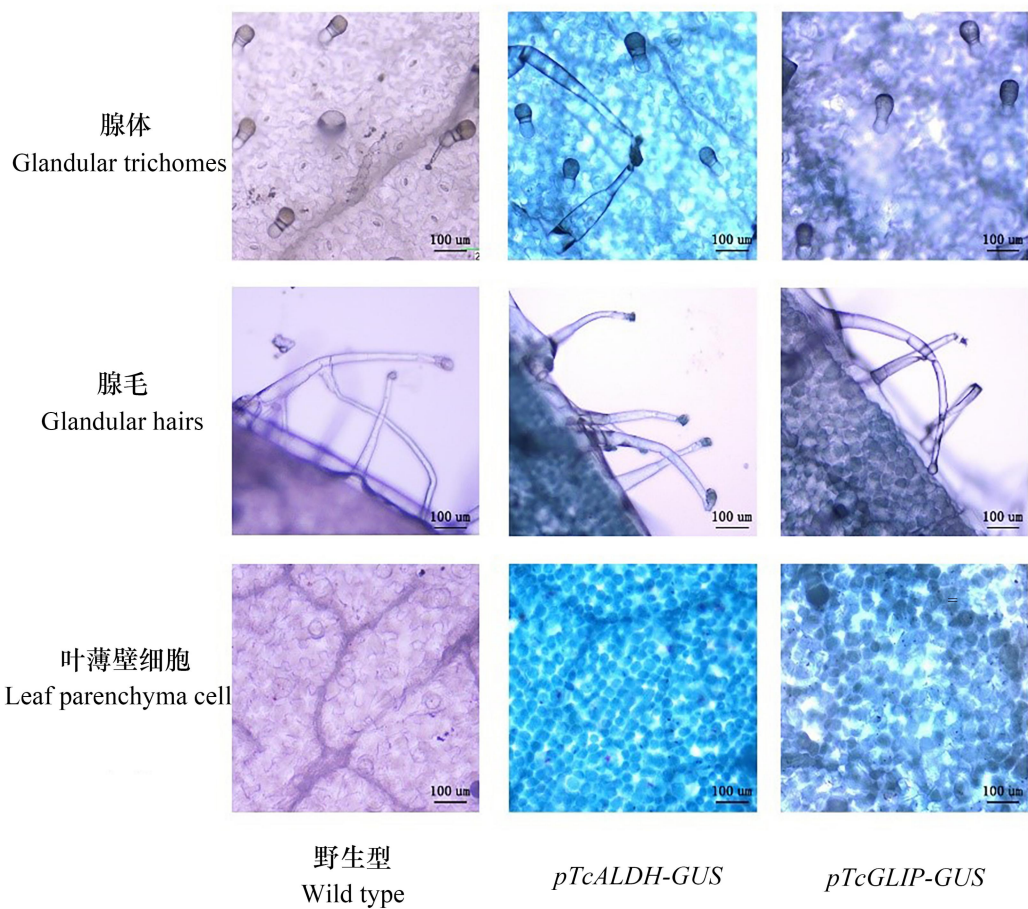 腺体
Glandular trichomes
100 um
2
100 um
100 um
腺毛
Glandular hairs
100 um
100 um
100 um
叶薄壁细胞
Leaf parenchyma cell
100 um
100 um
100 um
野生型
Wild type
pTcALDH-GUS
pTcGLIP-GUS